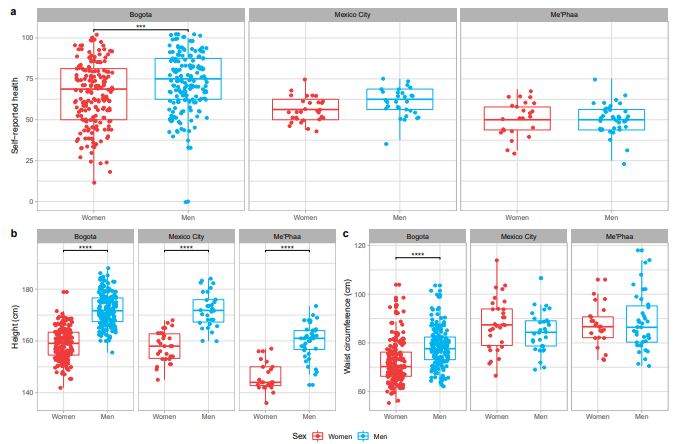 a
Bogota
Mexico City
Me'Phaa
***
100
75
50
25
0
Self-reported health
Women
Men
Women
Men
Women
Men
b
Bogota
Mexico City
Me'Phaa
****
****
****
180
160
140
Height (cm)
Women
Men
Women
Men
Women
Men
c
Bogota
Mexico City
Me'Phaa
****
120
100
80
60
Waist circumference (cm)
Women
Men
Women
Men
Women
Men
Sex Women Men